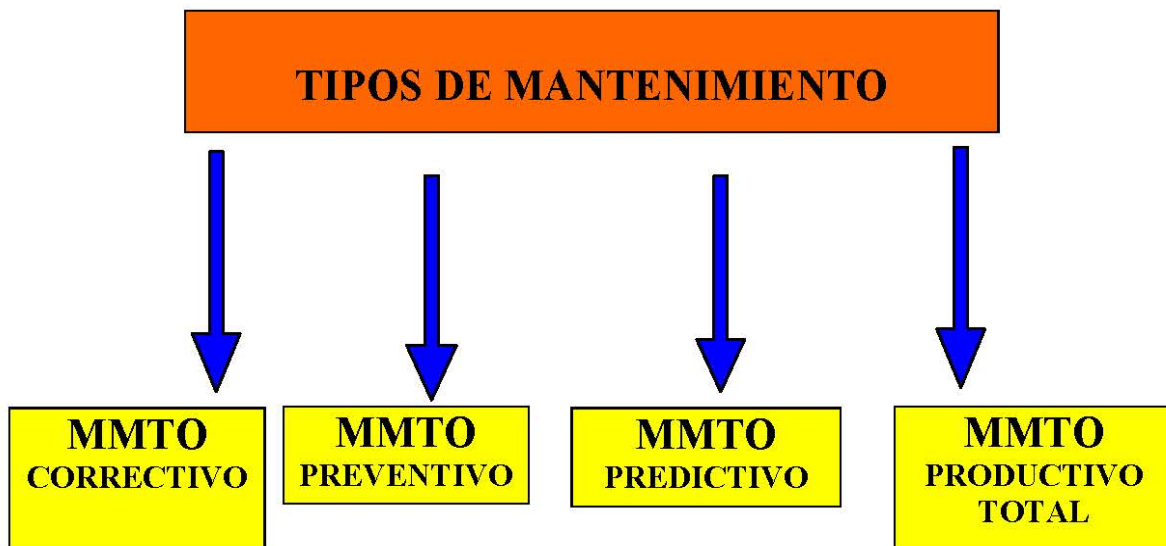 TIPOS DE MANTENIMIENTO
MMTO
CORRECTIVO
MMTO
PREVENTIVO
MMTO
PREDICTIVO
MMTO
PRODUCTIVO
TOTAL